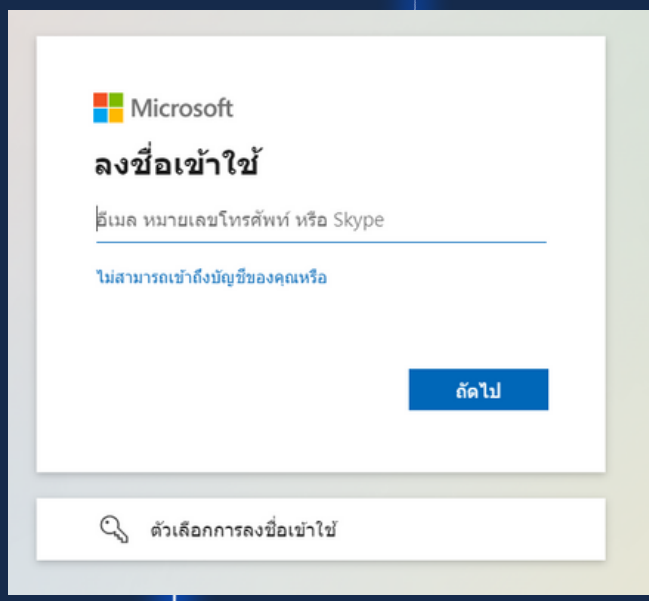 Microsoft
ลงชื่อเข้าใช้
อีเมล หมายเลขโทรศัพท์ หรือ Skype
ไม่สามารถเข้าถึงบัญชีของคุณหรือ
ถัดไป
ตัวเลือกการลงชื่อเข้าใช้